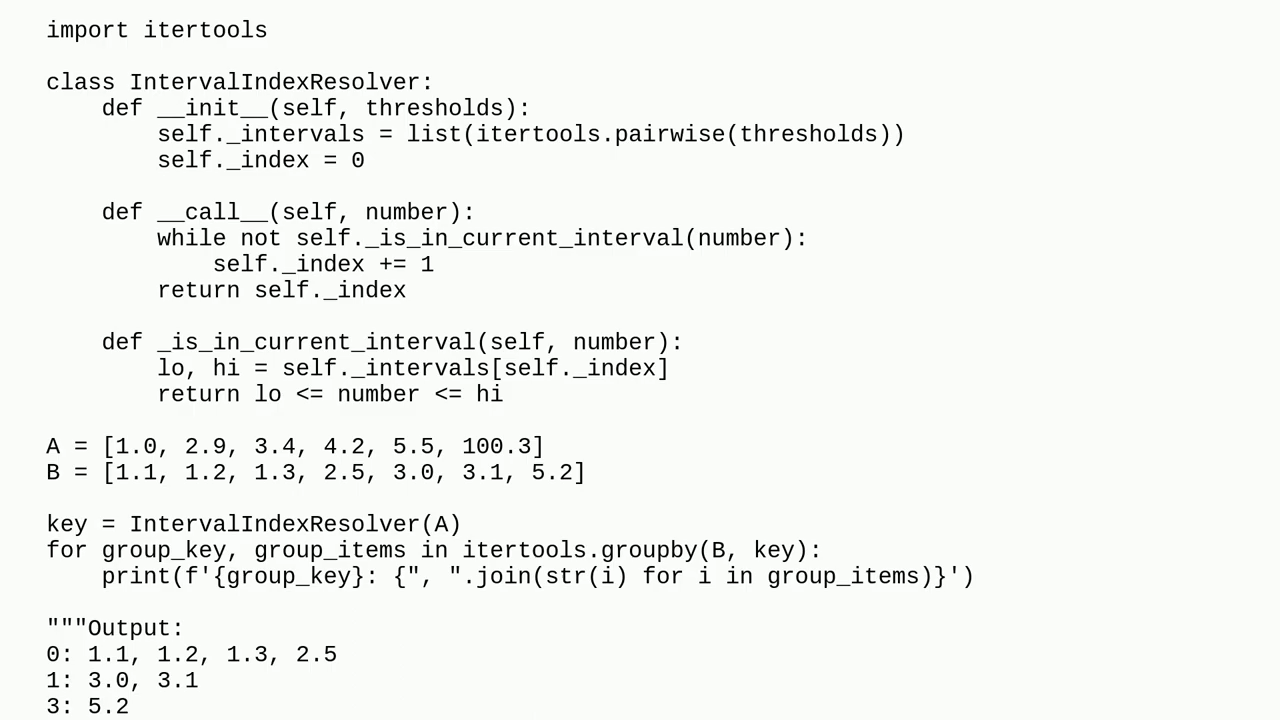 import itertools

class IntervalIndexResolver:
    def __init__(self, thresholds):
        self._intervals = list(itertools.pairwise(thresholds))
        self._index = 0

    def __call__(self, number):
        while not self._is_in_current_interval(number):
            self._index += 1
        return self._index

    def _is_in_current_interval(self, number):
        lo, hi = self._intervals[self._index]
        return lo <= number <= hi

A = [1.0, 2.9, 3.4, 4.2, 5.5, 100.3]
B = [1.1, 1.2, 1.3, 2.5, 3.0, 3.1, 5.2]

key = IntervalIndexResolver(A)
for group_key, group_items in itertools.groupby(B, key):
    print(f'{group_key}: {", ".join(str(i) for i in group_items)}')

"""Output:
0: 1.1, 1.2, 1.3, 2.5
1: 3.0, 3.1
3: 5.2